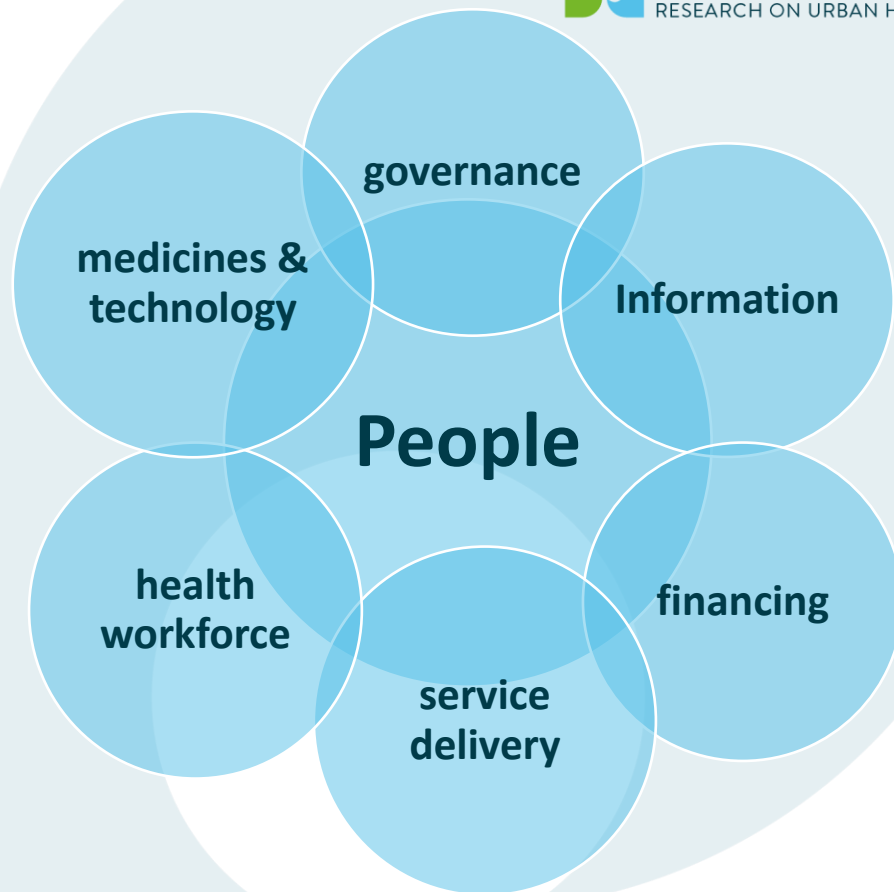 RESEARCH ON URBAN H
governance
medicines &
technology
Information
People
health
workforce
financing
service
delivery